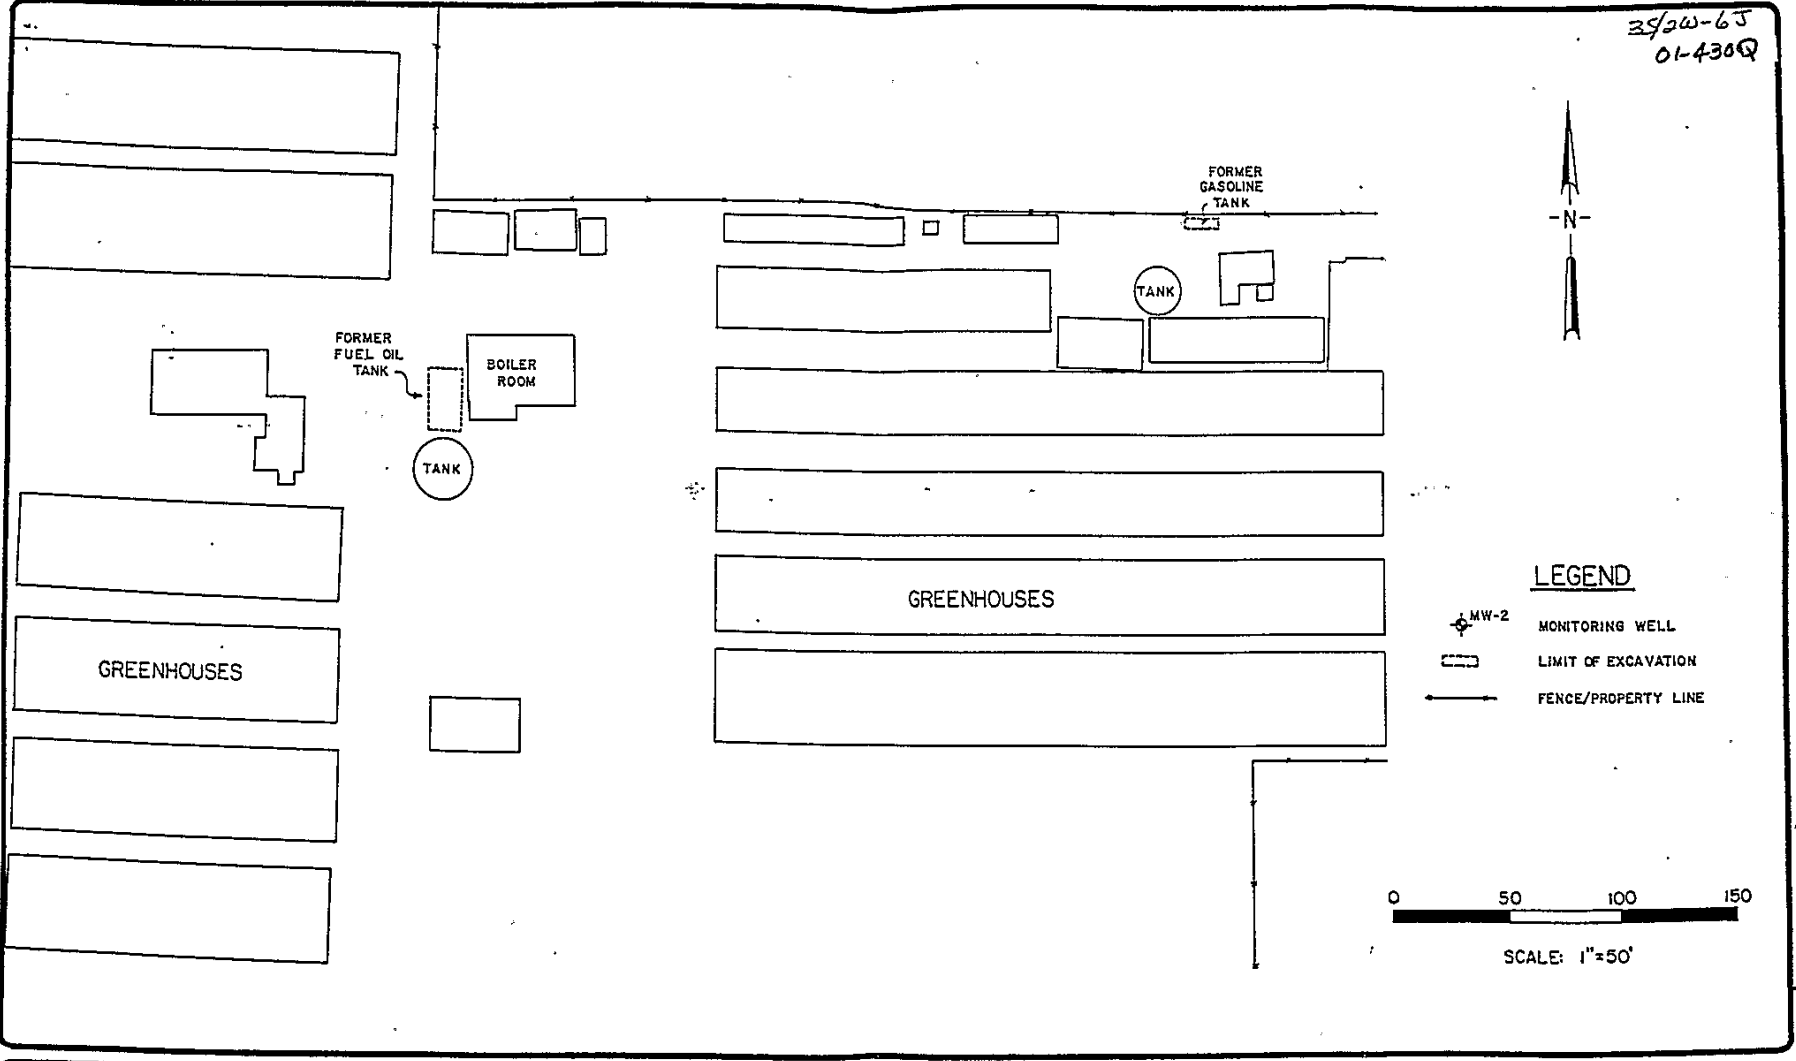 3S/2W-6J
01-430Q
FORMER
GASOLINE
TANK
-N-
TANK
FORMER
FUEL OIL
TANK
BOILER
ROOM
TANK
LEGEND
MW-2
MONITORING WELL
LIMIT OF EXCAVATION
FENCE/PROPERTY LINE
GREENHOUSES
GREENHOUSES
0 50 100 150
SCALE: 1"=50'